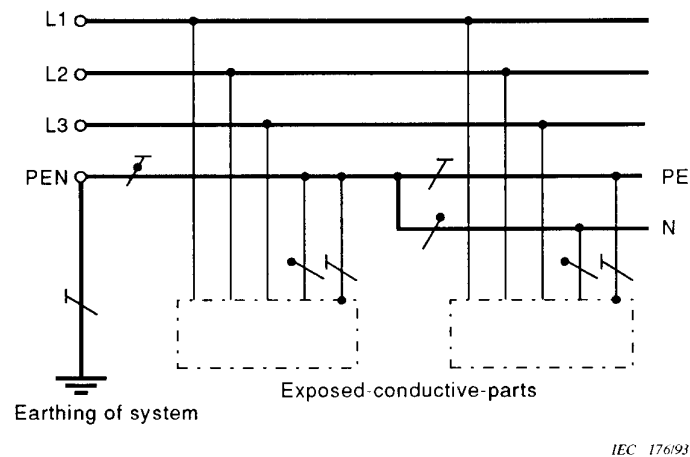 L1
L2
L3
PEN
PE
N
Exposed-conductive-parts
Earthing of system
IEC 176/93